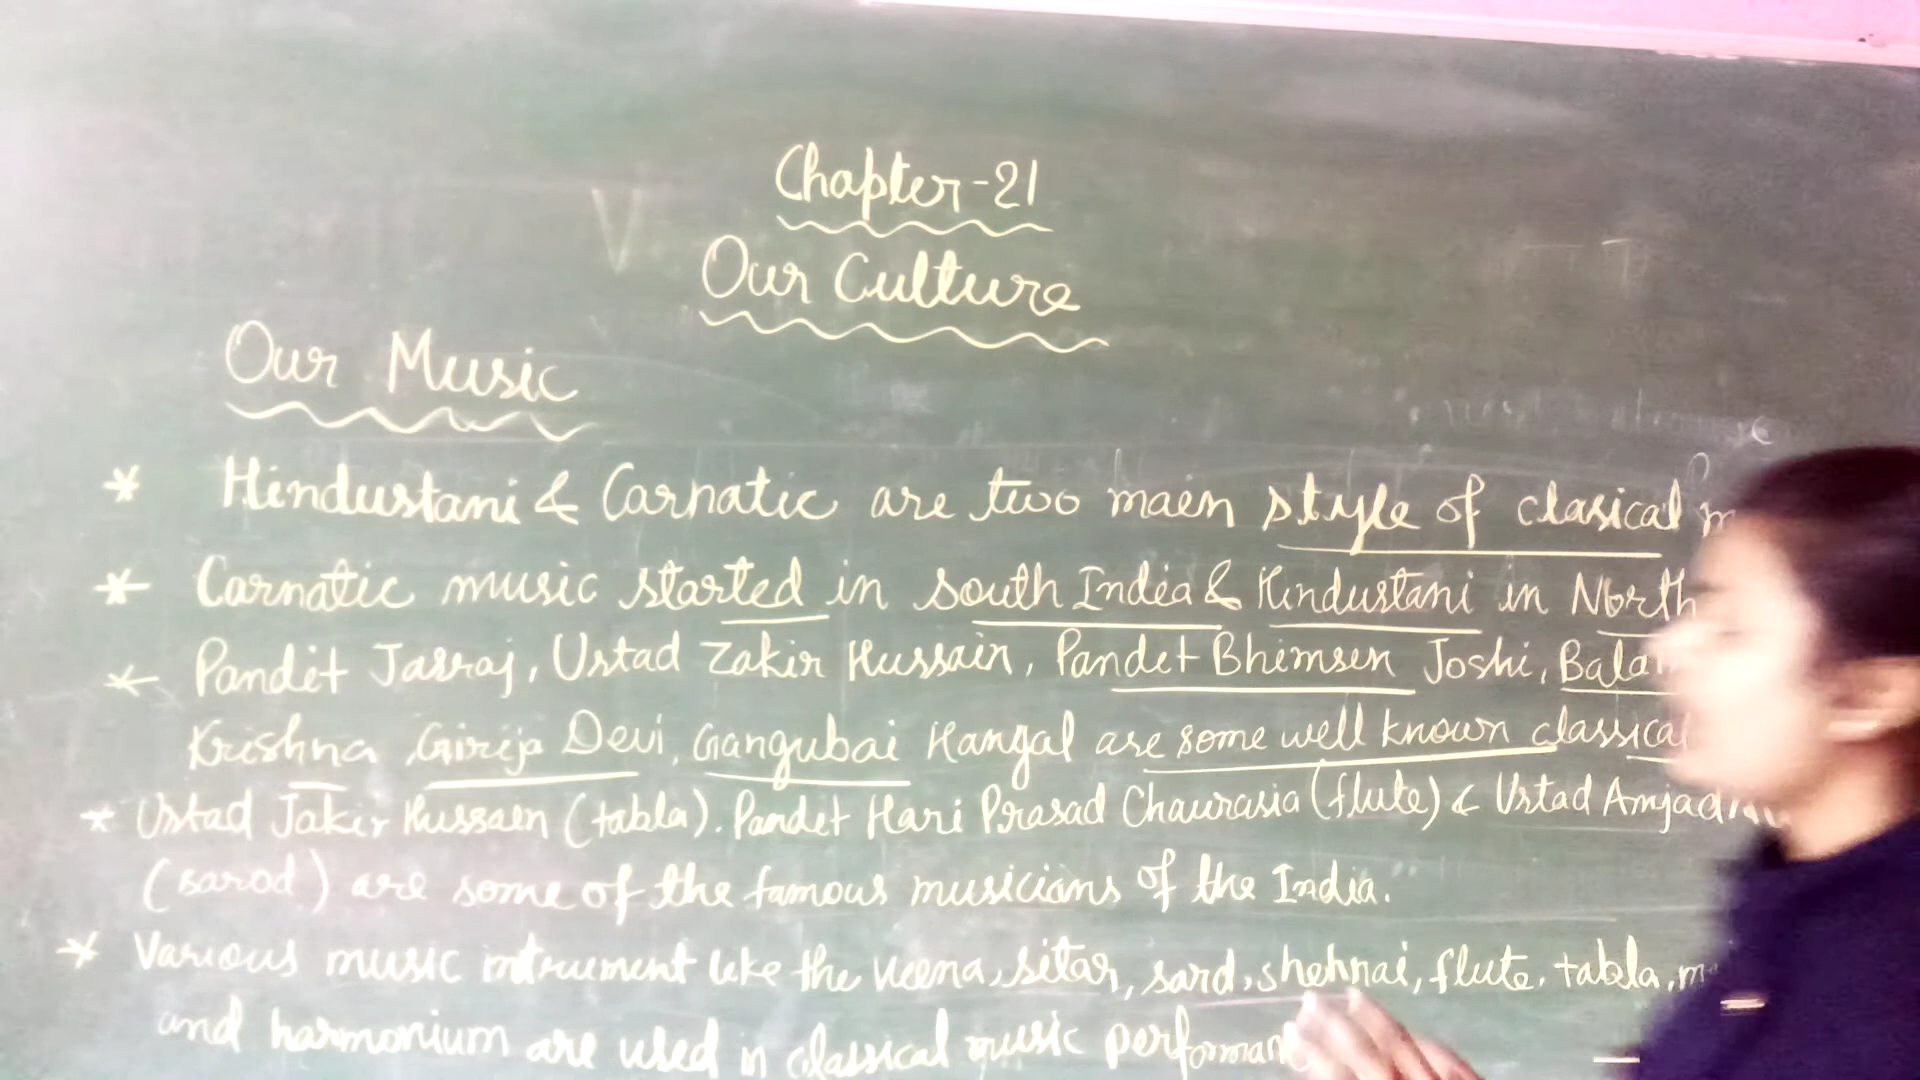 Chapter-21
Our Culture
Our Music
* Hindustani & Carnatic are two main style of clasical
* Carnatic music started in South India & Hindustani in North
* Pandit Jasraj, Ustad Zakir Hussain, Pandit Bhimsen Joshi,
Krishna, Girija Devi, Gangubai Hangal are some well known classical
* Ustad Jakir Hussain (tabla). Pandit Hari Prasad Chaurasia (flute) & Ustad Amjad
(sarod) are some of the famous musicians of the India.
* Various music intrument like the veena, sitar, sard, shehnai, flute, tabla,
and harmonium are used in classical music